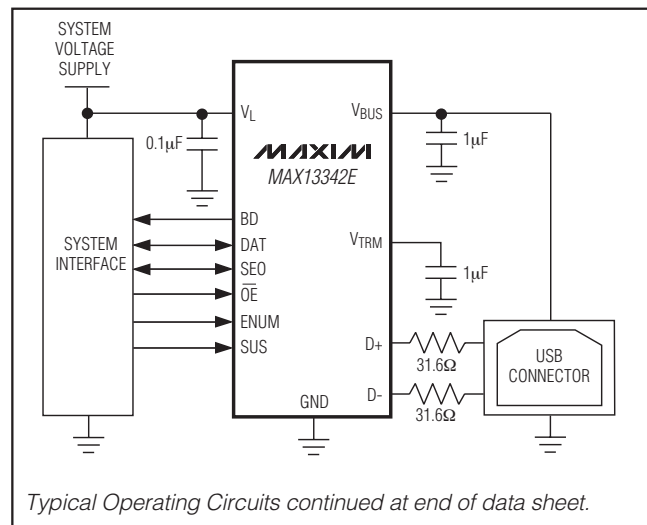 SYSTEM
VOLTAGE
SUPPLY
VL
VBUS
0.1µF
1µF
MAXIM
MAX13342E
BD
DAT
SEO
OE
ENUM
SUS
SYSTEM
INTERFACE
VTRM
1µF
D+
31.6Ω
D-
31.6Ω
GND
USB
CONNECTOR
Typical Operating Circuits continued at end of data sheet.